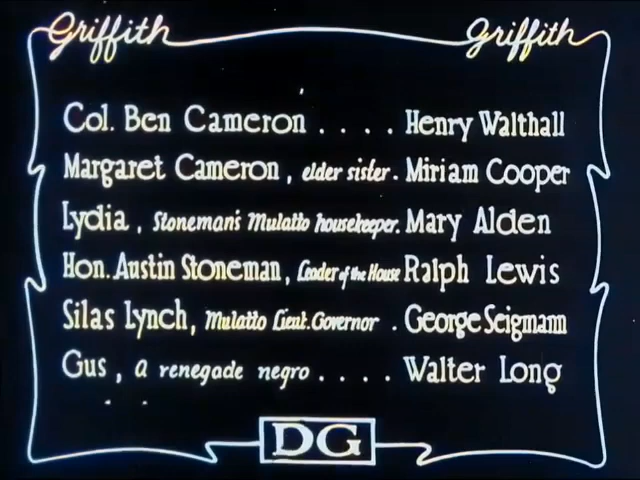 Griffith Griffith
Col. Ben Cameron . . . . Henry Walthall
Margaret Cameron, elder sister. Miriam Cooper
Lydia, Stoneman's Mulatto housekeeper. Mary Alden
Hon. Austin Stoneman, Leader of the House Ralph Lewis
Silas Lynch, Mulatto Lieut. Governor . George Seigmann
Gus, a renegade negro . . . . Walter Long
DG